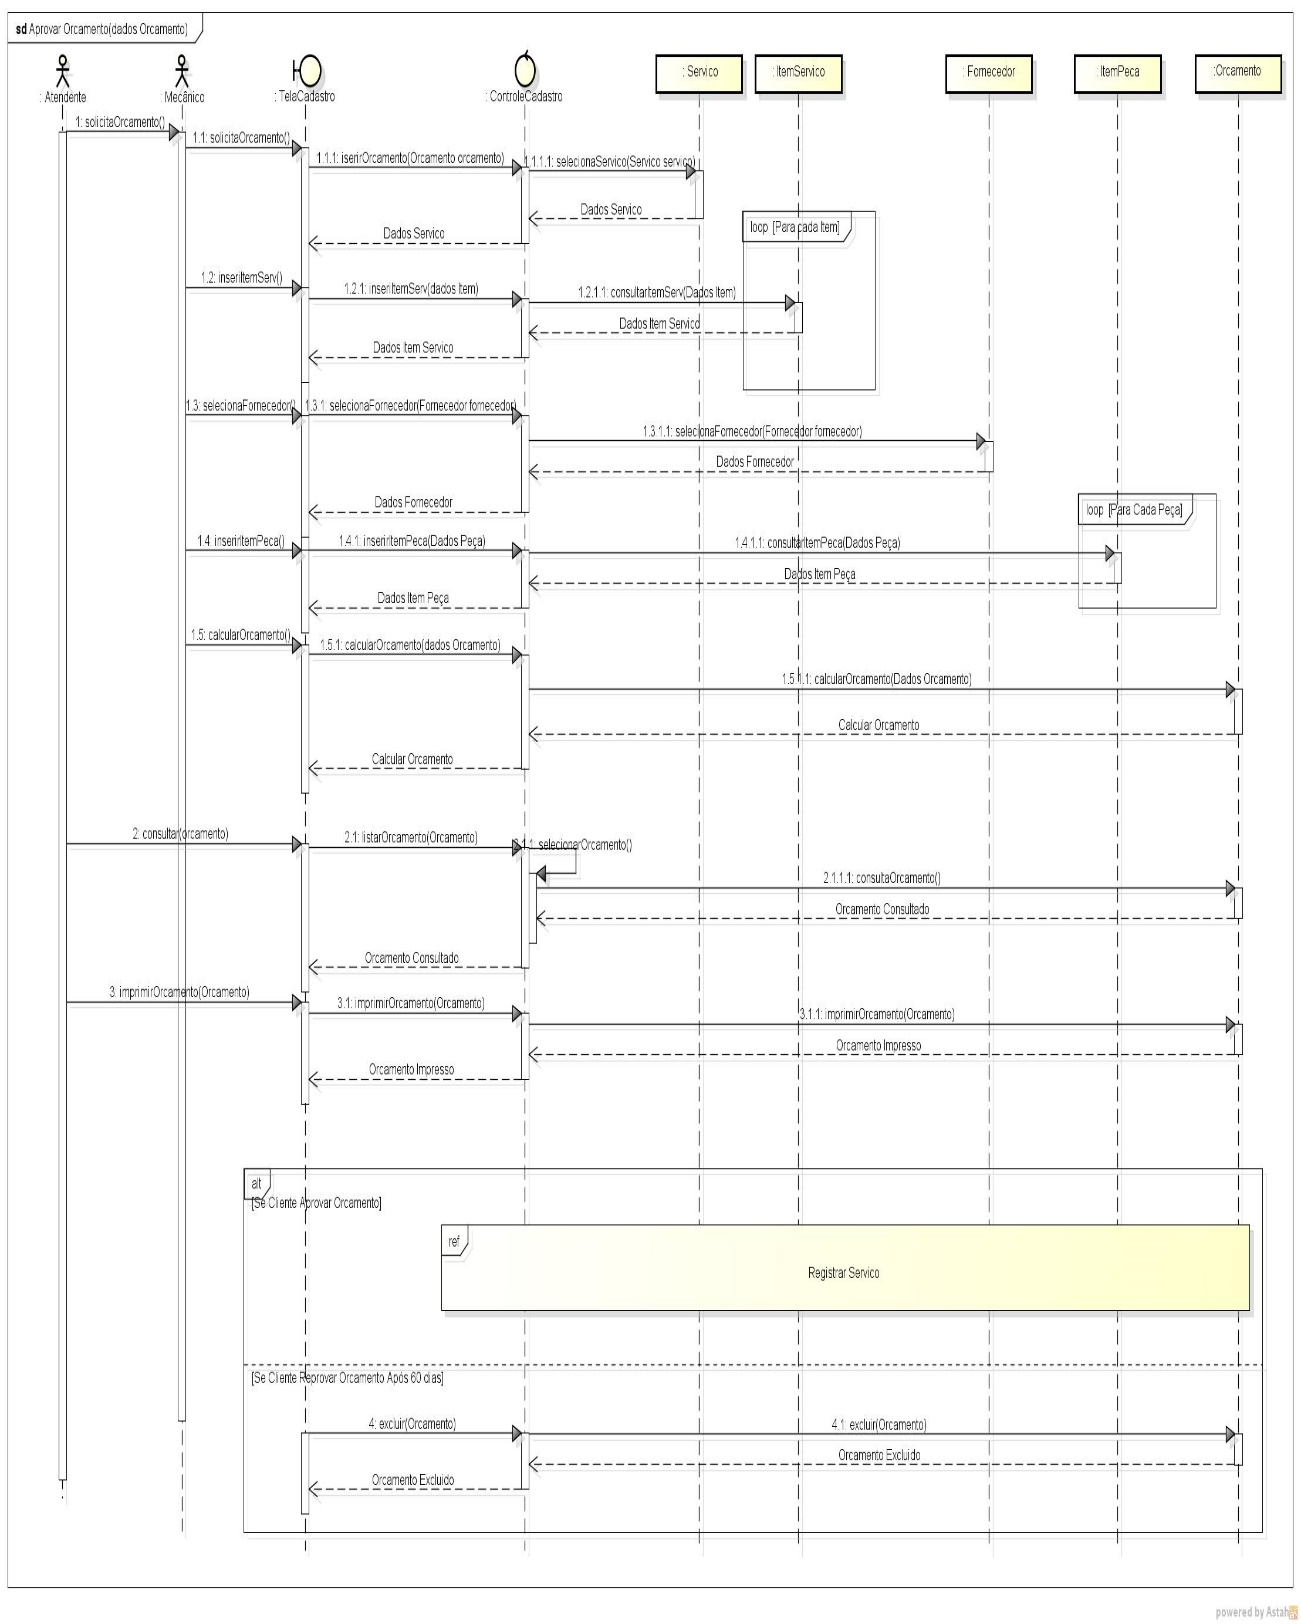 sd Aprovar Orcamento(dados Orcamento)
: Atendente
: Mecânico
: TelaCadastro
: ControleCadastro
: Servico
: ItemServico
: Fornecedor
: ItemPeca
:Orcamento
1: solicitaOrcamento()
1.1: solicitaOrcamento()
1.1.1: iserirOrcamento(Orcamento orcamento)
1.1.1.1: selecionaServico(Servico servico)
Dados Servico
Dados Servico
loop [Para cada Item]
1.2: inseriItemServ()
1.2.1: inseriItemServ(dados Item)
1.2.1.1: consultarItemServ(Dados Item)
Dados Item Servico
Dados Item Servico
1.3: selecionaFornecedor()
1.3.1: selecionaFornecedor(Fornecedor fornecedor)
1.3.1.1: selecionaFornecedor(Fornecedor fornecedor)
Dados Fornecedor
Dados Fornecedor
loop [Para Cada Peça]
1.4: inserirItemPeca()
1.4.1: inserirItemPeca(Dados Peça)
1.4.1.1: consultarItemPeca(Dados Peça)
Dados Item Peça
Dados Item Peça
1.5: calcularOrcamento()
1.5.1: calcularOrcamento(dados Orcamento)
1.5.1.1: calcularOrcamento(Dados Orcamento)
Calcular Orcamento
Calcular Orcamento
2: consultar(orcamento)
2.1: listarOrcamento(Orcamento)
2.1.1: selecionarOrcamento()
2.1.1.1: consultaOrcamento()
Orcamento Consultado
Orcamento Consultado
3: imprimirOrcamento(Orcamento)
3.1: imprimirOrcamento(Orcamento)
3.1.1: imprimirOrcamento(Orcamento)
Orcamento Impresso
Orcamento Impresso
alt
[Se Cliente Aprovar Orcamento]
ref
Registrar Servico
[Se Cliente Reprovar Orcamento Após 60 dias]
4: excluir(Orcamento)
4.1: excluir(Orcamento)
Orcamento Excluido
Orcamento Excluido
powered by Astah